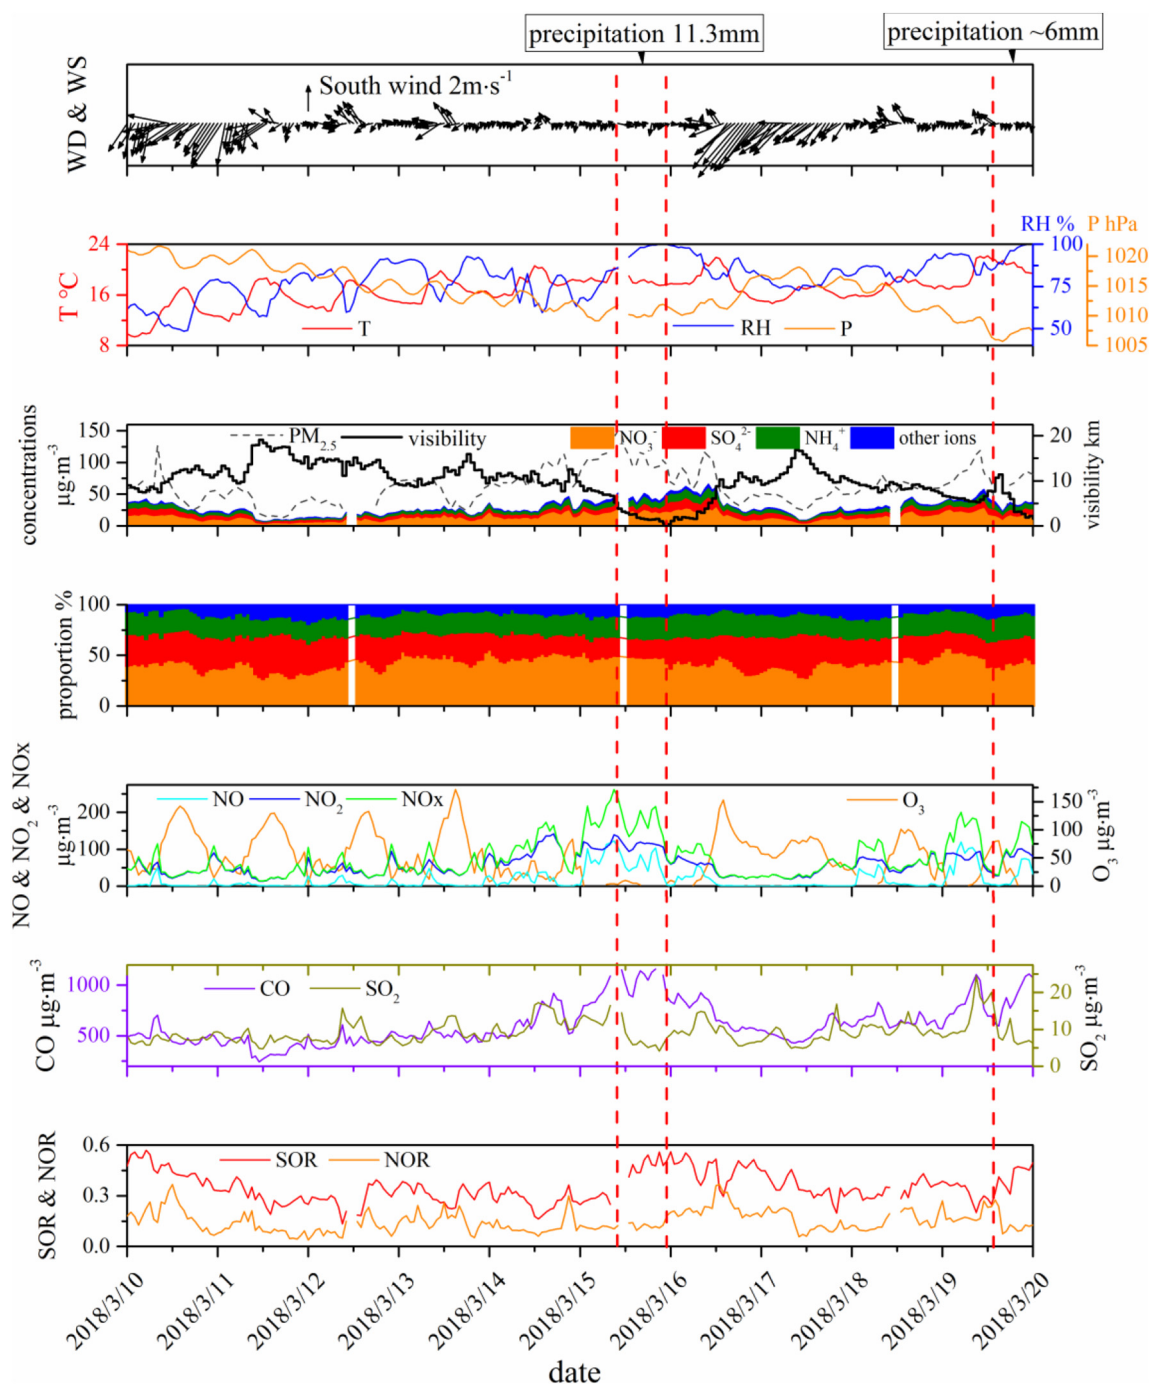 precipitation 11.3mm
precipitation ~6mm
WD & WS
South wind 2m·s⁻¹
RH %
P hPa
T °C
24
16
8
100
75
50
1020
1015
1010
1005
T
RH
P
concentrations
μg·m⁻³
150
100
50
0
PM₂.₅
visibility
NO₃⁻
SO₄²⁻
NH₄⁺
other ions
20
10
0
visibility km
proportion %
100
50
0
NO & NO₂ & NOx
μg·m⁻³
200
100
0
NO
NO₂
NOx
O₃
150
100
50
0
O₃ μg·m⁻³
CO μg·m⁻³
1000
500
CO
SO₂
20
10
0
SO₂ μg·m⁻³
SOR & NOR
0.6
0.3
0.0
SOR
NOR
2018/3/10
2018/3/11
2018/3/12
2018/3/13
2018/3/14
2018/3/15
2018/3/16
2018/3/17
2018/3/18
2018/3/19
2018/3/20
date